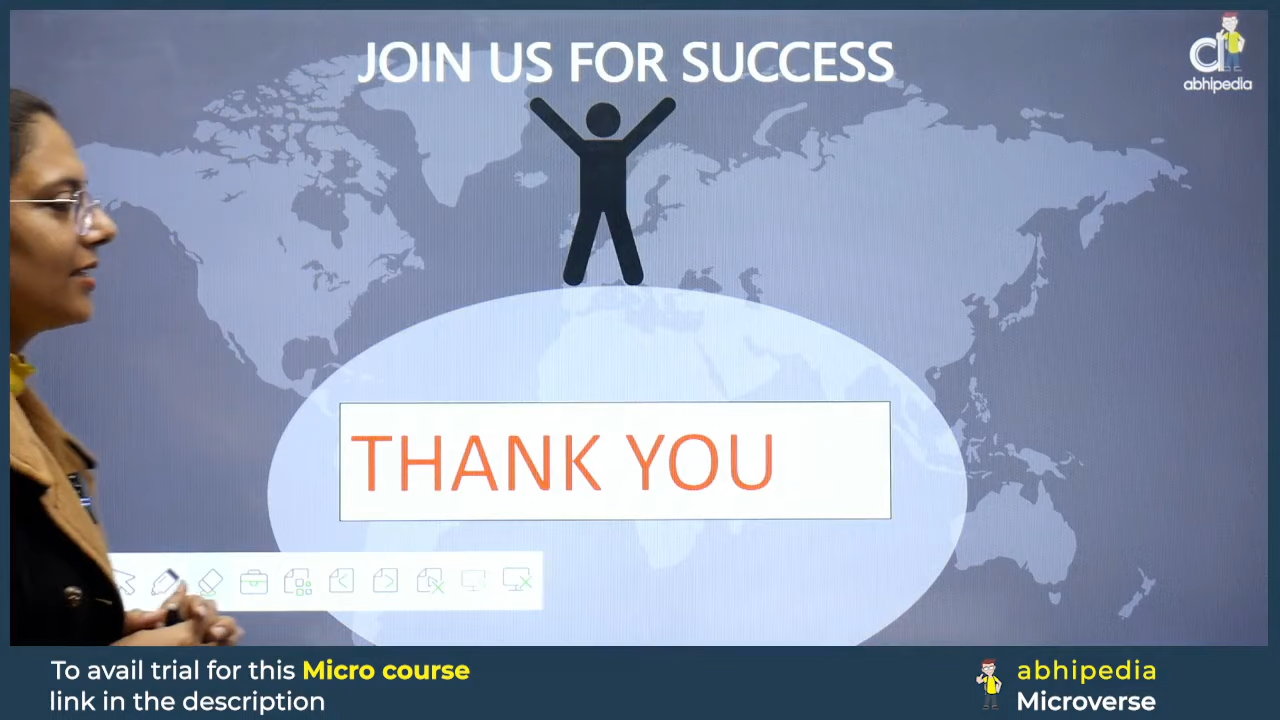 JOIN US FOR SUCCESS
abhipedia
THANK YOU
To avail trial for this Micro course
link in the description
abhipedia
Microverse